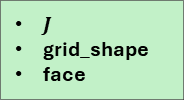 • J
• grid_shape
• face